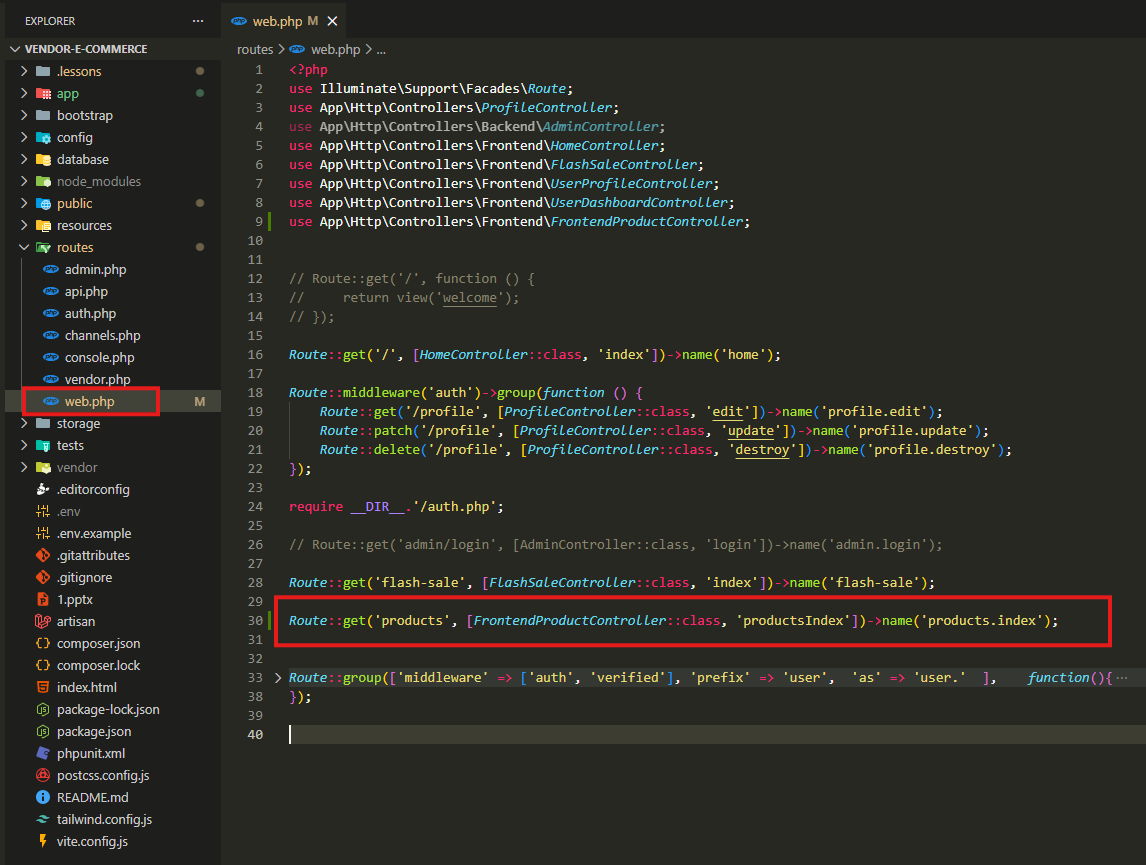 EXPLORER ...
VENDOR-E-COMMERCE
.lessons
app
bootstrap
config
database
node_modules
public
resources
routes
admin.php
api.php
auth.php
channels.php
console.php
vendor.php
web.php M
storage
tests
vendor
.editorconfig
.env
.env.example
.gitattributes
.gitignore
1.pptx
artisan
composer.json
composer.lock
index.html
package-lock.json
package.json
phpunit.xml
postcss.config.js
README.md
tailwind.config.js
vite.config.js
web.php M
routes > web.php > ...
1 <?php
2 use Illuminate\Support\Facades\Route;
3 use App\Http\Controllers\ProfileController;
4 use App\Http\Controllers\Backend\AdminController;
5 use App\Http\Controllers\Frontend\HomeController;
6 use App\Http\Controllers\Frontend\FlashSaleController;
7 use App\Http\Controllers\Frontend\UserProfileController;
8 use App\Http\Controllers\Frontend\UserDashboardController;
9 use App\Http\Controllers\Frontend\FrontendProductController;
10
11
12 // Route::get('/', function () {
13 //     return view('welcome');
14 // });
15
16 Route::get('/', [HomeController::class, 'index'])->name('home');
17
18 Route::middleware('auth')->group(function () {
19     Route::get('/profile', [ProfileController::class, 'edit'])->name('profile.edit');
20     Route::patch('/profile', [ProfileController::class, 'update'])->name('profile.update');
21     Route::delete('/profile', [ProfileController::class, 'destroy'])->name('profile.destroy');
22 });
23
24 require __DIR__.'/auth.php';
25
26 // Route::get('admin/login', [AdminController::class, 'login'])->name('admin.login');
27
28 Route::get('flash-sale', [FlashSaleController::class, 'index'])->name('flash-sale');
29
30 Route::get('products', [FrontendProductController::class, 'productsIndex'])->name('products.index');
31
32
33 Route::group(['middleware' => ['auth', 'verified'], 'prefix' => 'user',  'as' => 'user.'  ],    function(){ ...
38 });
39
40